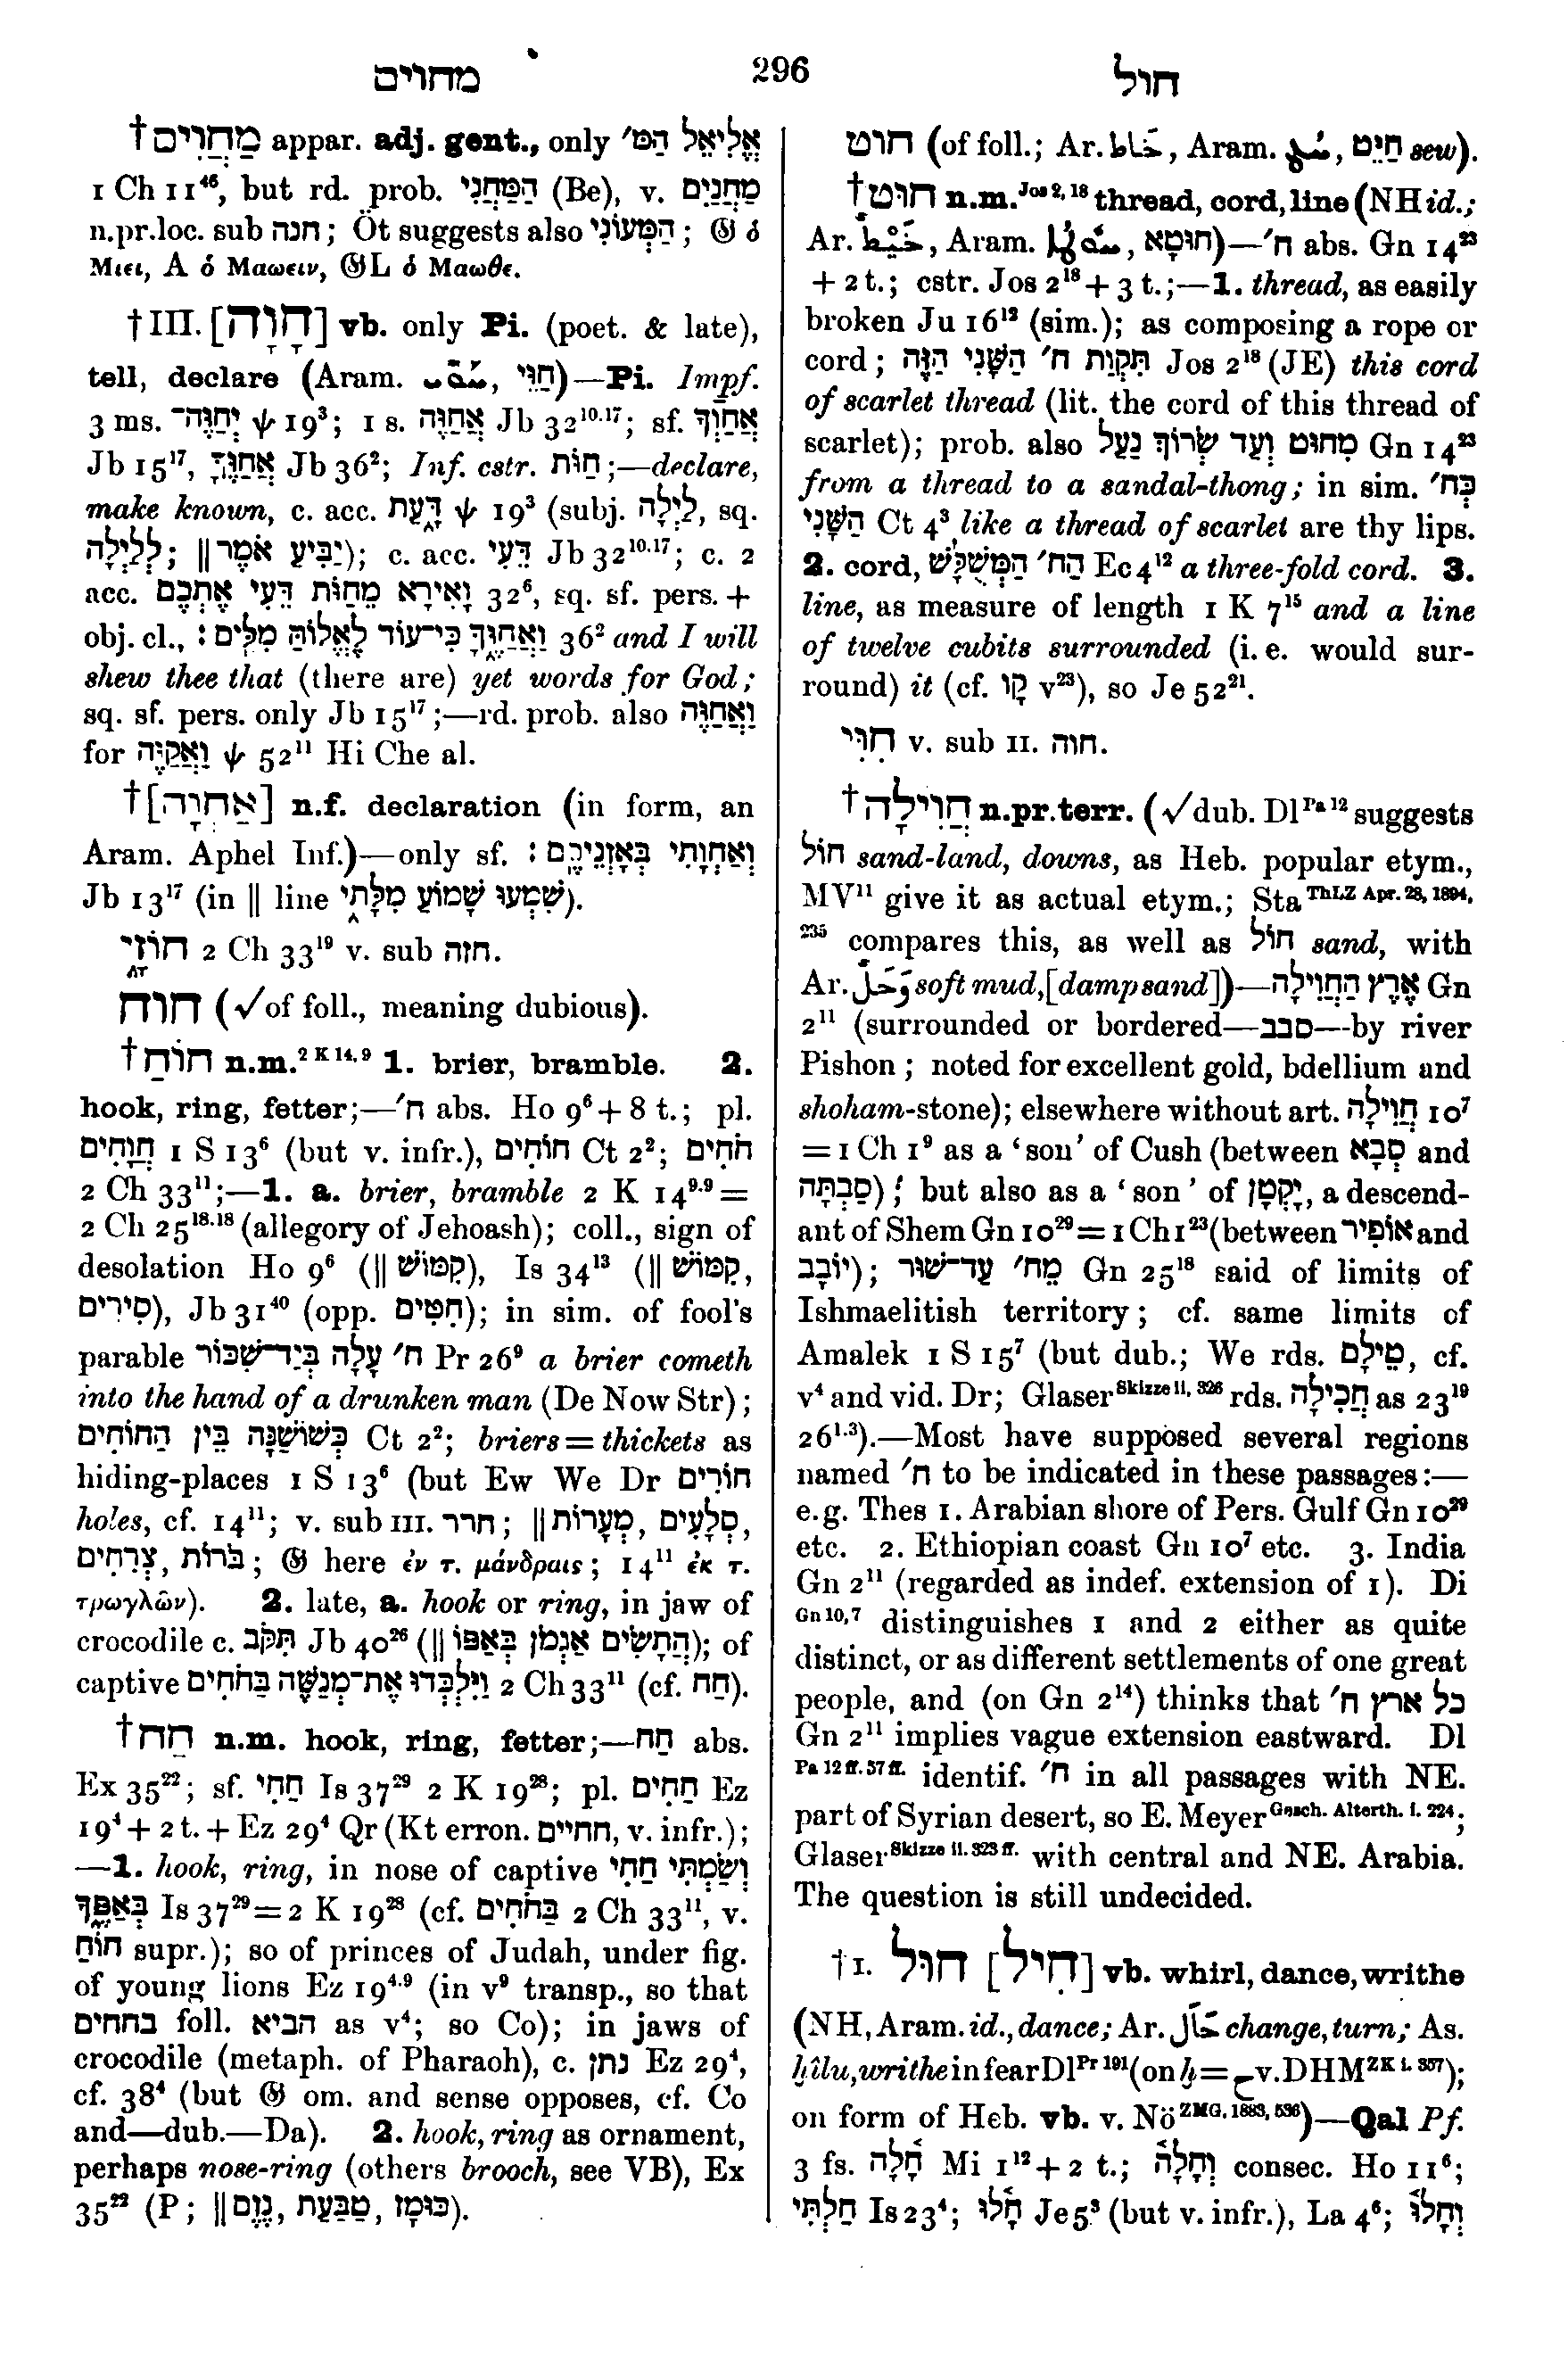 מחוים 296 חול
†מַחֲוִים appar. adj. gent., only אֱלִיאֵל הַמּ׳
1 Ch 11⁴⁶, but rd. prob. הַמַּחֲנִי (Be), v. מַחֲנַיִם
n.pr.loc. sub חנה; Öt suggests also הַמְּעוֹנִי; 𝔊 ὁ
Μιει, A ὁ Μαωειν, 𝔊L ὁ Μαωθι.
†III. [חָוָה] vb. only Pi. (poet. & late),
tell, declare (Aram. חַוִּי, )—Pi. Impf.
3 ms. יְחַוֶּה־ ψ 19³; 1 s. אֲחַוֶּה Jb 32¹⁰·¹⁷; sf. אֲחַוְךָ
Jb 15¹⁷, אֲחַוֶּךָּ Jb 36²; Inf. cstr. חַוֺּת;—declare,
make known, c. acc. דָּעַת ψ 19³ (subj. לַיְלָה, sq.
לְלַיְלָה; ‖ יַבִּיעַ אֹמֶר); c. acc. דֵּעִי Jb 32¹⁰·¹⁷; c. 2
acc. וָאִירָא מֵחַוֺּת דֵּעִי אֶתְכֶם 32⁶, sq. sf. pers. +
obj. cl., וַאֲחַוֶּךָּ כִּי־עוֹד לֶאֱלוֹהַּ מִלִּים׃ 36² and I will
shew thee that (there are) yet words for God;
sq. sf. pers. only Jb 15¹⁷;—rd. prob. also וַאֲחַוֶּה
for וַאֲקַוֶּה ψ 52¹¹ Hi Che al.
†[אַחְוָה] n.f. declaration (in form, an
Aram. Aphel Inf.)—only sf. וְאַחֲוָתִי בְּאָזְנֵיכֶם׃
Jb 13¹⁷ (in ‖ line שִׁמְעוּ שָׁמוֹעַ מִלָּתִי).
חוֹזָי 2 Ch 33¹⁹ v. sub חזה.
חוח (√of foll., meaning dubious).
†חוֹחַ n.m.² ᴷ ¹⁴·⁹ 1. brier, bramble. 2.
hook, ring, fetter;—ח׳ abs. Ho 9⁶+8 t.; pl.
חֲוָחִים 1 S 13⁶ (but v. infr.), חוֹחִים Ct 2²; חֹחִים
2 Ch 33¹¹;—1. a. brier, bramble 2 K 14⁹·⁹=
2 Ch 25¹⁸·¹⁸ (allegory of Jehoash); coll., sign of
desolation Ho 9⁶ (‖ קִמּוֹשׂ), Is 34¹³ (‖ קִמּוֹשׂ,
סִירִים), Jb 31⁴⁰ (opp. חִטִּים); in sim. of fool's
parable ח׳ עָלָה בְּיַד־שִׁכּוֹר Pr 26⁹ a brier cometh
into the hand of a drunken man (De Now Str);
כְּשׁוֹשַׁנָּה בֵּין הַחוֹחִים Ct 2²; briers = thickets as
hiding-places 1 S 13⁶ (but Ew We Dr חוֹרִים
holes, cf. 14¹¹; v. sub III. חרר; ‖ מְעָרוֹת, סְלָעִים,
צְרִחִים, בֹּרוֹת; 𝔊 here ἐν τ. μάνδραις; 14¹¹ ἐκ τ.
τρωγλῶν). 2. late, a. hook or ring, in jaw of
crocodile c. תִּקֹּב Jb 40²⁶ (‖ הֲתָשִׂים אַגְמֹן בְּאַפּוֹ); of
captive וַיִּלְכְּדוּ אֶת־מְנַשֶּׁה בַּחֹחִים 2 Ch 33¹¹ (cf. חַח).
†חַח n.m. hook, ring, fetter;—חַח abs.
Ex 35²²; sf. חַחִי Is 37²⁹ 2 K 19²⁸; pl. חַחִים Ez
19⁴+2 t.+Ez 29⁴ Qr (Kt erron. חחיים, v. infr.);
—1. hook, ring, in nose of captive וְשַׂמְתִּי חַחִי
בְּאַפֶּךָ Is 37²⁹=2 K 19²⁸ (cf. בַּחֹחִים 2 Ch 33¹¹, v.
חוֹחַ supr.); so of princes of Judah, under fig.
of young lions Ez 19⁴·⁹ (in v⁹ transp., so that
בחחים foll. הביא as v⁴; so Co); in jaws of
crocodile (metaph. of Pharaoh), c. נתן Ez 29⁴,
cf. 38⁴ (but 𝔊 om. and sense opposes, cf. Co
and—dub.—Da). 2. hook, ring as ornament,
perhaps nose-ring (others brooch, see VB), Ex
35²² (P; ‖ נֶזֶם, טַבַּעַת, כּוּמָז).
חוט (of foll.; Ar. خَاطَ, Aram. חַיֵּט sew).
†חוּט n.m.ᴶᵒˢ ²·¹⁸ thread, cord, line (NH id.;
Ar. خَيْط, Aram. חוּטָא)—ח׳ abs. Gn 14²³
+ 2 t.; cstr. Jos 2¹⁸+3 t.;—1. thread, as easily
broken Ju 16¹² (sim.); as composing a rope or
cord; תִּקְוַת ח׳ הַשָּׁנִי הַזֶּה Jos 2¹⁸ (JE) this cord
of scarlet thread (lit. the cord of this thread of
scarlet); prob. also מִחוּט וְעַד שְׂרוֹךְ נַעַל Gn 14²³
from a thread to a sandal-thong; in sim. כְּח׳
הַשָּׁנִי Ct 4³ like a thread of scarlet are thy lips.
2. cord, הַח׳ הַמְשֻׁלָּשׁ Ec 4¹² a three-fold cord. 3.
line, as measure of length 1 K 7¹⁵ and a line
of twelve cubits surrounded (i. e. would sur-
round) it (cf. קָו v²³), so Je 52²¹.
חִוִּי v. sub II. חוה.
†חֲוִילָה n.pr.terr. (√dub. Dlᴾᵃ ¹² suggests
חוֹל sand-land, downs, as Heb. popular etym.,
MV¹¹ give it as actual etym.; Sta ThLZ Apr. 28, 1894,
235 compares this, as well as חוֹל sand, with
Ar. وَحَل soft mud, [damp sand])—אֶרֶץ הַחֲוִילָה Gn
2¹¹ (surrounded or bordered—סבב—by river
Pishon; noted for excellent gold, bdellium and
shoham-stone); elsewhere without art. חֲוִילָה 10⁷
=1 Ch 1⁹ as a 'son' of Cush (between סְבָא and
סַבְתָּה); but also as a 'son' of יָקְטָן, a descend-
ant of Shem Gn 10²⁹=1 Ch 1²³ (between אוֹפִיר and
יוֹבָב); מֵח׳ עַד־שׁוּר Gn 25¹⁸ said of limits of
Ishmaelitish territory; cf. same limits of
Amalek 1 S 15⁷ (but dub.; We rds. טֵילָם, cf.
v⁴ and vid. Dr; Glaser Skizze ii, 326 rds. חֲכִילָה as 23¹⁹
26¹·³).—Most have supposed several regions
named ח׳ to be indicated in these passages:—
e.g. Thes 1. Arabian shore of Pers. Gulf Gn 10²⁹
etc. 2. Ethiopian coast Gn 10⁷ etc. 3. India
Gn 2¹¹ (regarded as indef. extension of 1). Di
Gn 10, 7 distinguishes 1 and 2 either as quite
distinct, or as different settlements of one great
people, and (on Gn 2¹⁴) thinks that כל ארץ ח׳
Gn 2¹¹ implies vague extension eastward. Dl
Pa 12 ff. 57 ff. identif. ח׳ in all passages with NE.
part of Syrian desert, so E. Meyer Gesch. Alterth. i. 224;
Glaser Skizze ii. 323 ff. with central and NE. Arabia.
The question is still undecided.
†I. חוּל [חִיל] vb. whirl, dance, writhe
(NH, Aram. id., dance; Ar. حَالَ change, turn; As.
ḫîlu, writhe in fear Dl Pr 191 (on ḫ = ح v. DHM ZK i. 357);
on form of Heb. vb. v. Nö ZMG. 1883, 536)—Qal Pf.
3 fs. חָ֫לָה Mi 1¹²+2 t.; וְחָלָ֫ה consec. Ho 11⁶;
חַלְתִּי Is 23⁴; חָ֫לוּ Je 5³ (but v. infr.), La 4⁶; וְחָלוּ